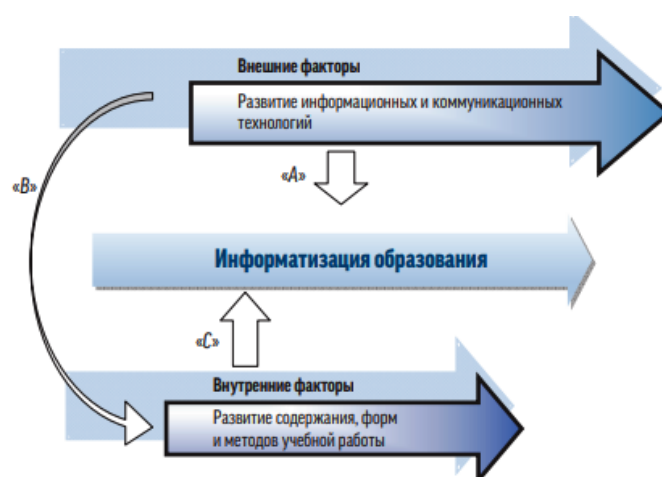 Внешние факторы
Развитие информационных и коммуникационных
технологий
«А»
«В»
Информатизация образования
«С»
Внутренние факторы
Развитие содержания, форм
и методов учебной работы